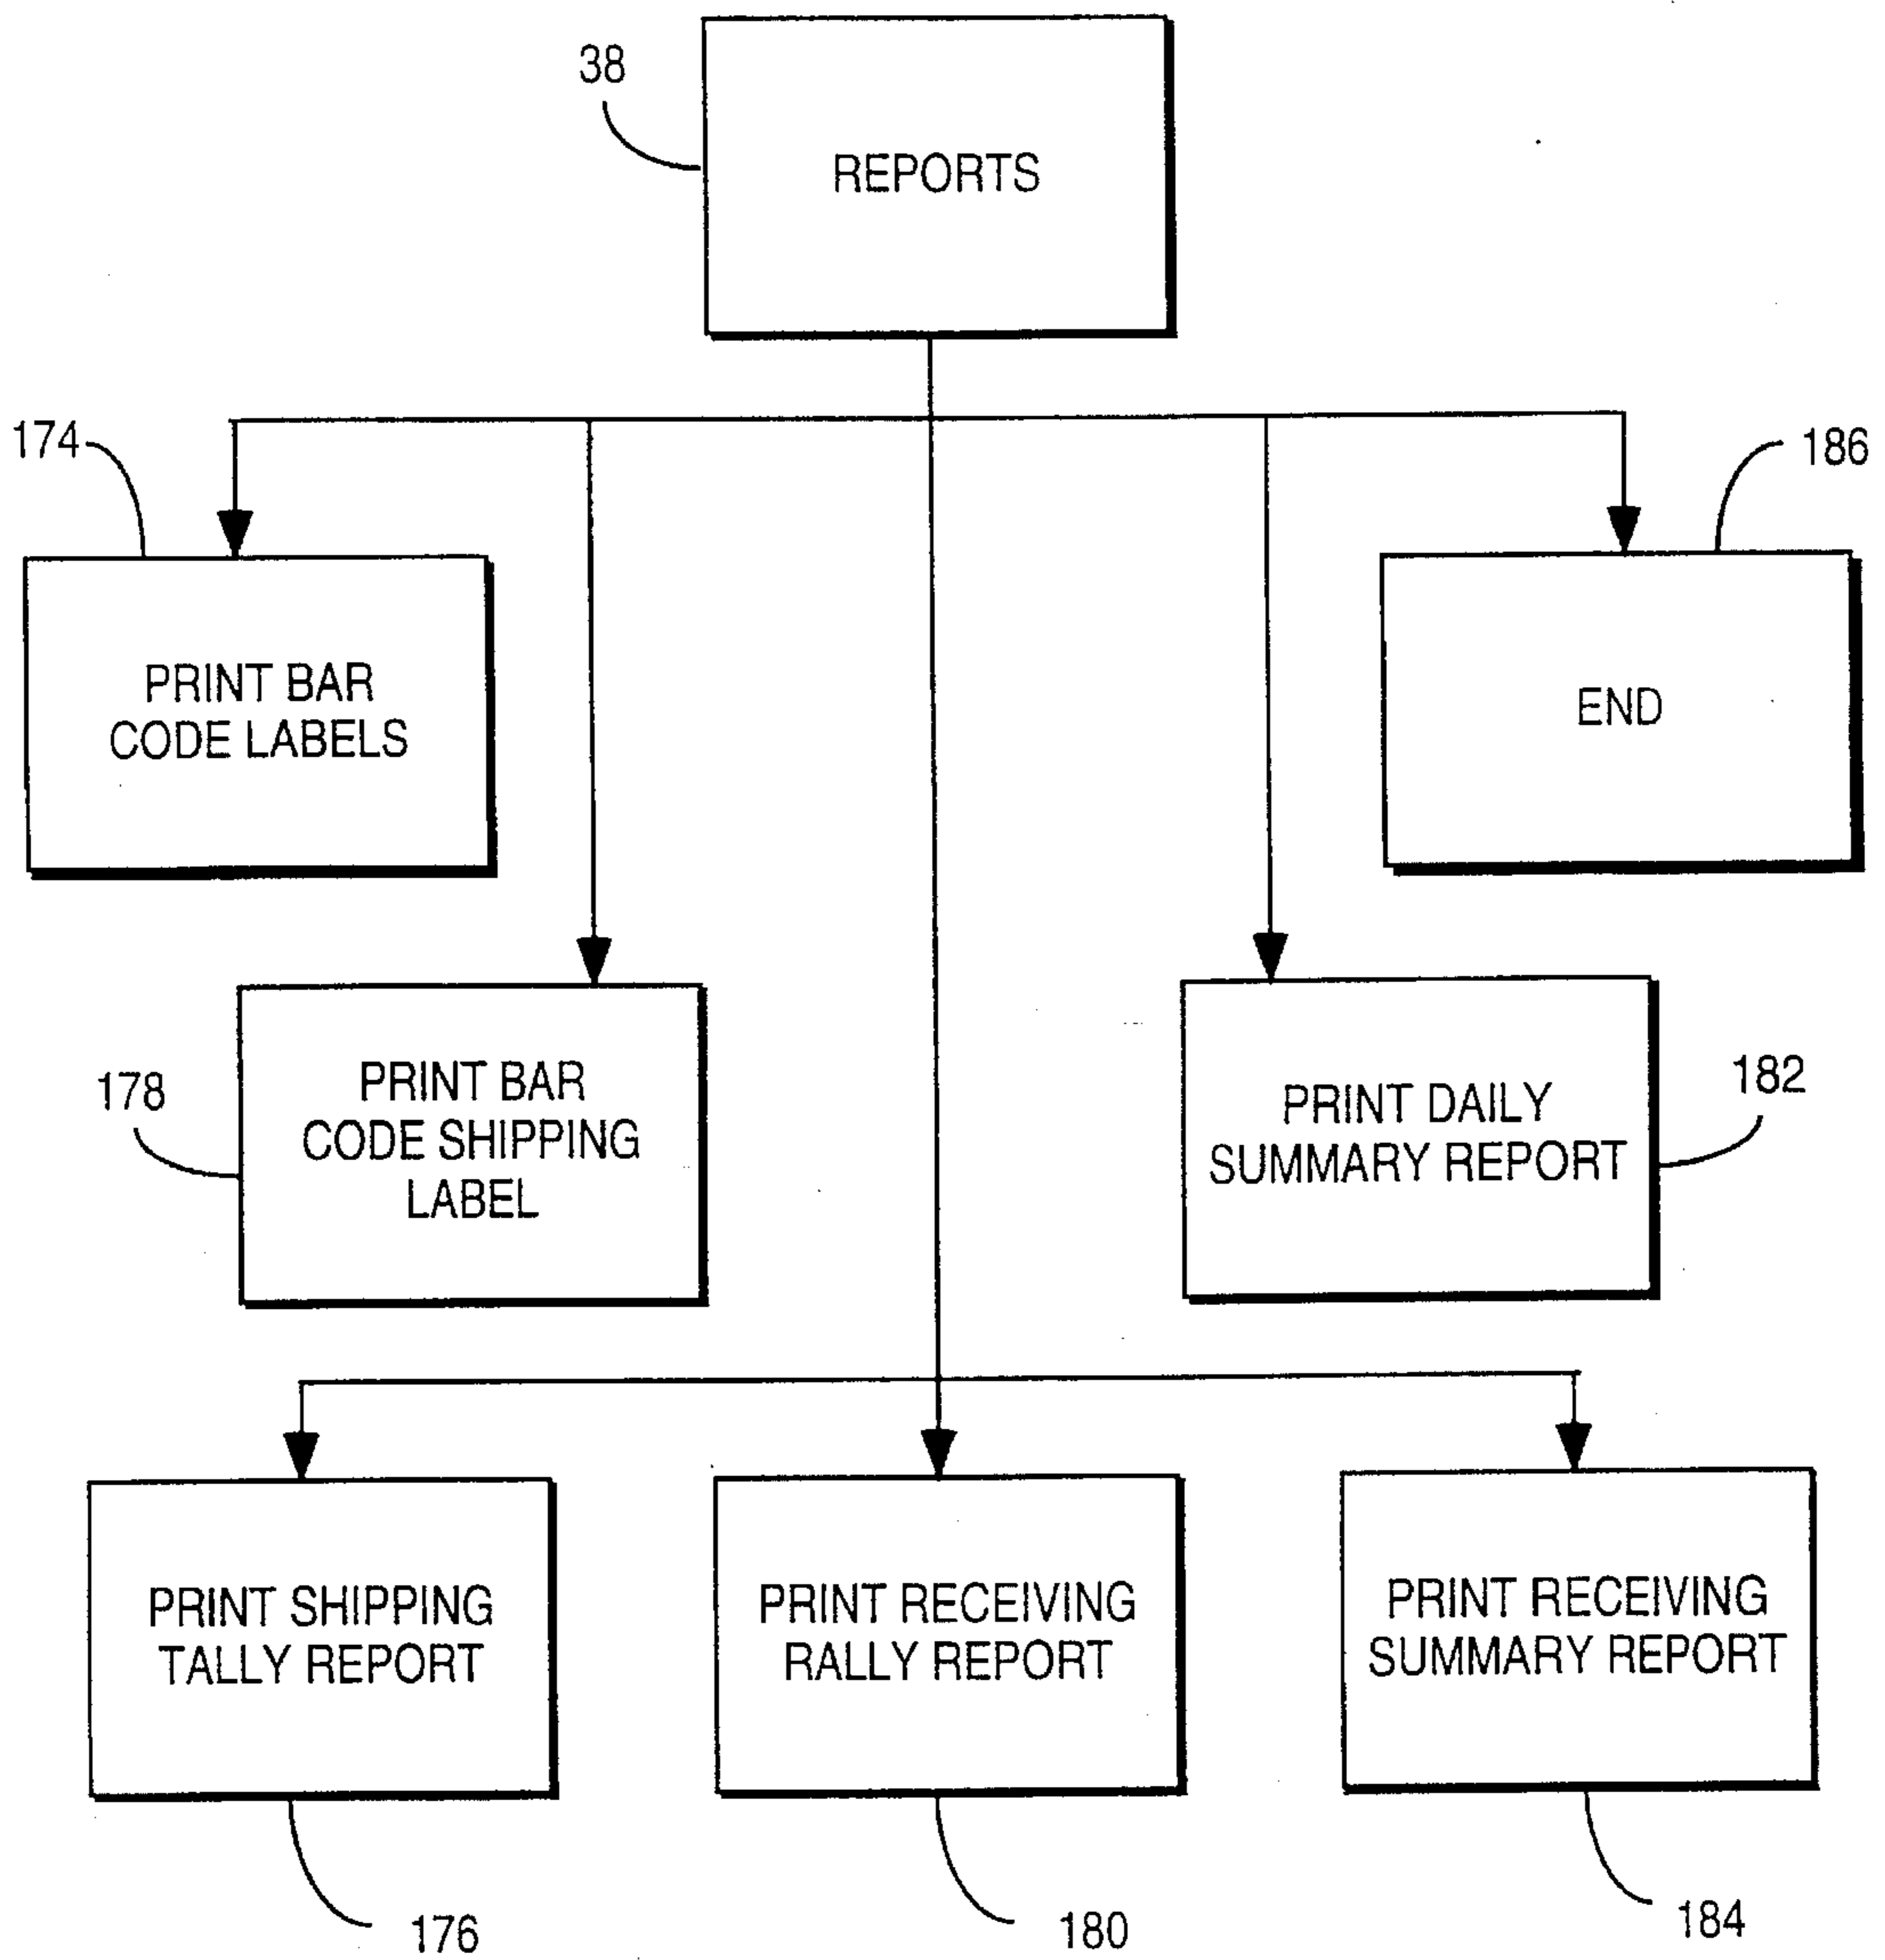 38
REPORTS
174
186
PRINT BAR
CODE LABELS
END
178
PRINT BAR
CODE SHIPPING
LABEL
182
PRINT DAILY
SUMMARY REPORT
PRINT SHIPPING
TALLY REPORT
PRINT RECEIVING
RALLY REPORT
PRINT RECEIVING
SUMMARY REPORT
176
180
184